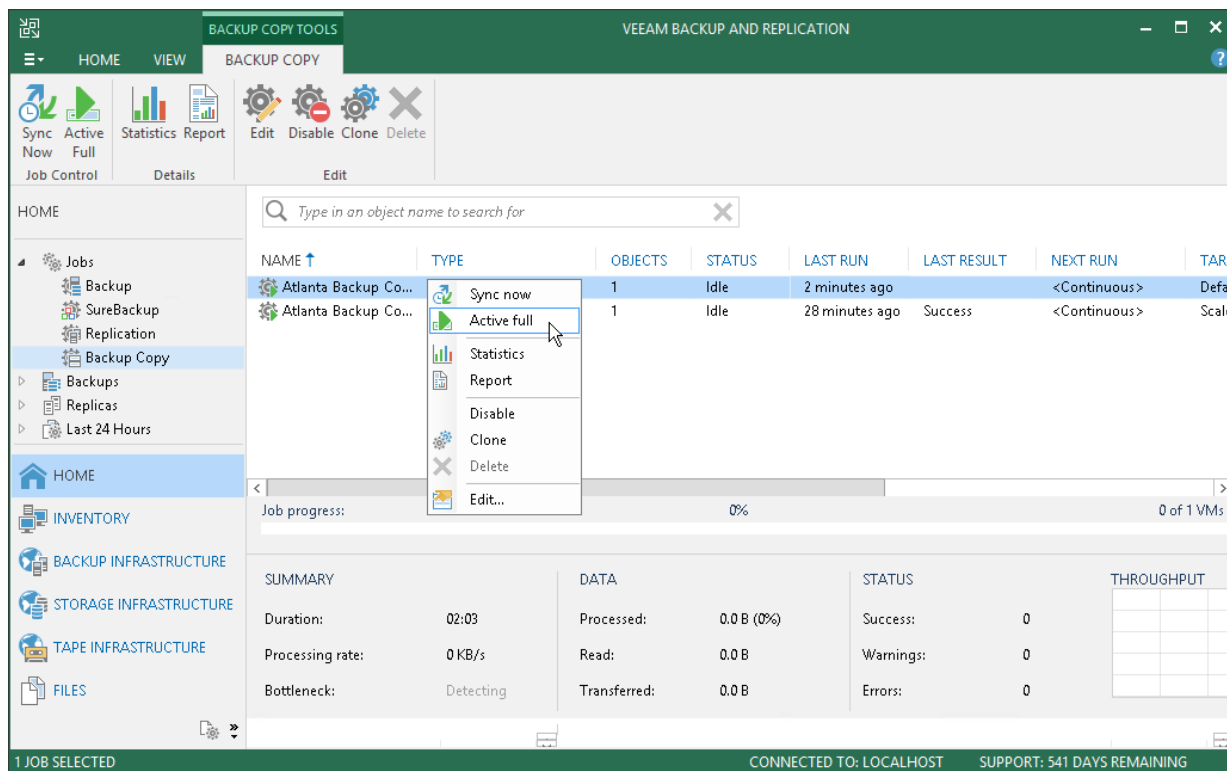 BACKUP COPY TOOLS
VEEAM BACKUP AND REPLICATION
HOME VIEW BACKUP COPY
Sync Now
Active Full
Statistics
Report
Edit
Disable
Clone
Delete
Job Control
Details
Edit
HOME
Type in an object name to search for
Jobs
Backup
SureBackup
Replication
Backup Copy
Backups
Replicas
Last 24 Hours
HOME
INVENTORY
BACKUP INFRASTRUCTURE
STORAGE INFRASTRUCTURE
TAPE INFRASTRUCTURE
FILES
NAME TYPE OBJECTS STATUS LAST RUN LAST RESULT NEXT RUN TAR
Atlanta Backup Co... 1 Idle 2 minutes ago <Continuous> Defa
Atlanta Backup Co... 1 Idle 28 minutes ago Success <Continuous> Scal
Sync now
Active full
Statistics
Report
Disable
Clone
Delete
Edit...
Job progress: 0% 0 of 1 VMs
SUMMARY
Duration: 02:03
Processing rate: 0 KB/s
Bottleneck: Detecting
DATA
Processed: 0.0 B (0%)
Read: 0.0 B
Transferred: 0.0 B
STATUS
Success: 0
Warnings: 0
Errors: 0
THROUGHPUT
1 JOB SELECTED
CONNECTED TO: LOCALHOST
SUPPORT: 541 DAYS REMAINING